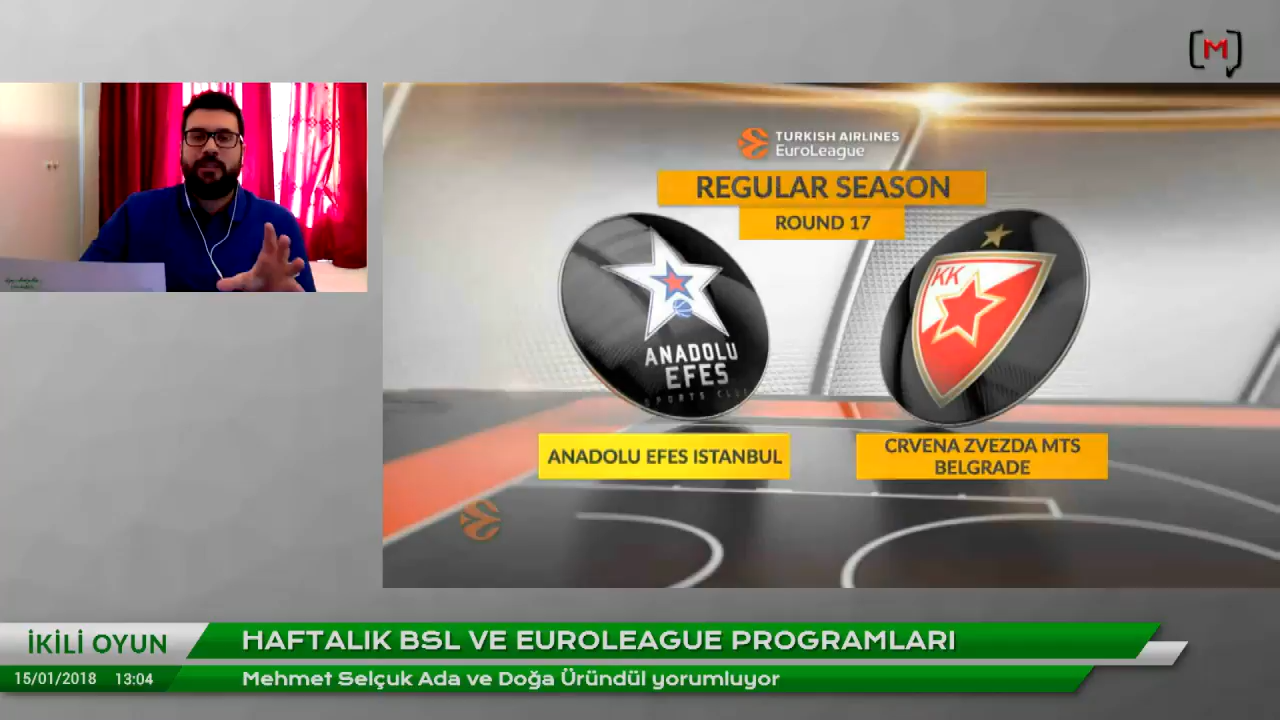 M
TURKISH AIRLINES
EuroLeague
REGULAR SEASON
ROUND 17
KK
ANADOLU
EFES
ANADOLU EFES ISTANBUL
CRVENA ZVEZDA MTS
BELGRADE
İKİLİ OYUN
HAFTALIK BSL VE EUROLEAGUE PROGRAMLARI
15/01/2018 13:04
Mehmet Selçuk Ada ve Doğa Üründül yorumluyor